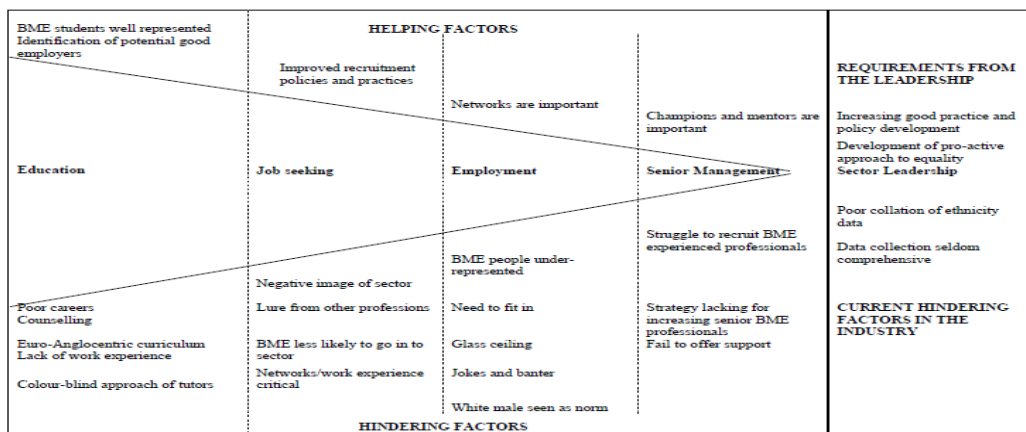 HELPING FACTORS
BME students well represented
Identification of potential good
employers
Improved recruitment
policies and practices
Networks are important
Champions and mentors are
important
REQUIREMENTS FROM
THE LEADERSHIP
Increasing good practice and
policy development
Development of pro-active
approach to equality
Education
Job seeking
Employment
Senior Management
Sector Leadership
Poor collation of ethnicity
data
Data collection seldom
comprehensive
Struggle to recruit BME
experienced professionals
BME people under-
represented
Negative image of sector
Poor careers
Counselling
Euro-Anglocentric curriculum
Lack of work experience
Colour-blind approach of tutors
Lure from other professions
BME less likely to go in to
sector
Networks/work experience
critical
Need to fit in
Glass ceiling
Jokes and banter
White male seen as norm
Strategy lacking for
increasing senior BME
professionals
Fail to offer support
CURRENT HINDERING
FACTORS IN THE
INDUSTRY
HINDERING FACTORS